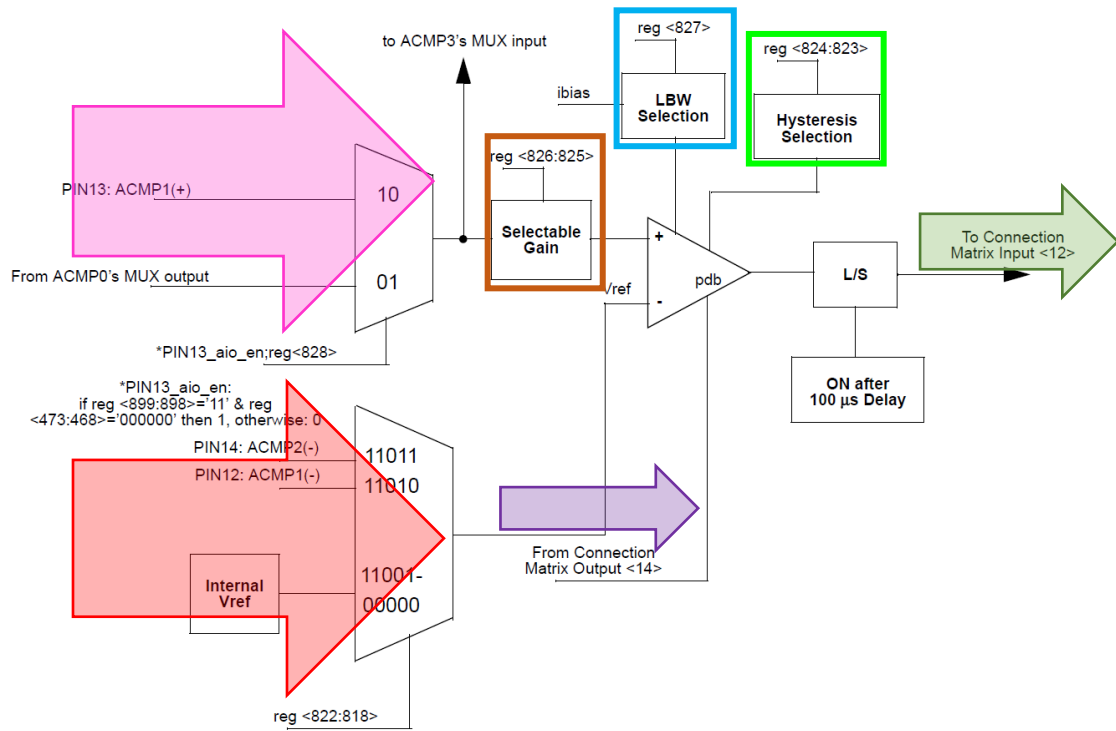 reg <827>
to ACMP3's MUX input
reg <824:823>
ibias
LBW
Selection
Hysteresis
Selection
reg <826:825>
PIN13: ACMP1(+)
10
Selectable
Gain
+
To Connection
Matrix Input <12>
From ACMP0's MUX output
01
Vref
-
pdb
L/S
*PIN13_aio_en;reg<828>
*PIN13_aio_en:
if reg <899:898>='11' & reg
<473:468>='000000' then 1, otherwise: 0
ON after
100 µs Delay
PIN14: ACMP2(-)
11011
PIN12: ACMP1(-)
11010
From Connection
Matrix Output <14>
Internal
Vref
11001-
00000
reg <822:818>